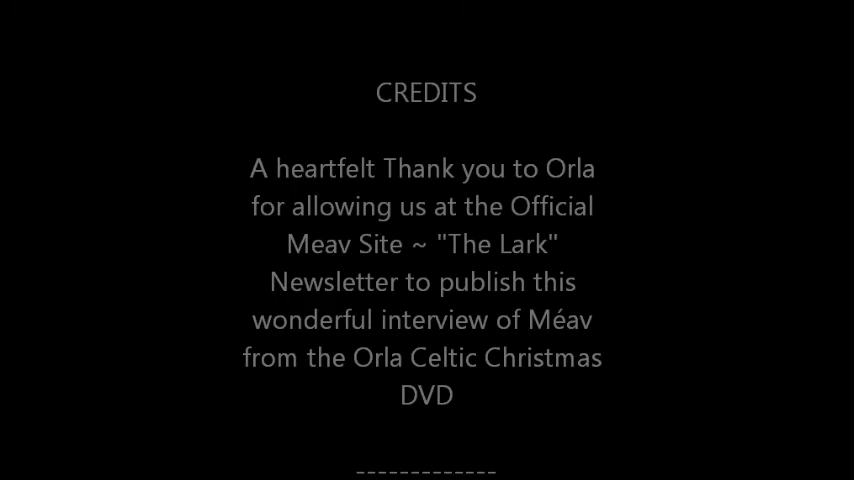 CREDITS
A heartfelt Thank you to Orla
for allowing us at the Official
Meav Site ~ "The Lark"
Newsletter to publish this
wonderful interview of Méav
from the Orla Celtic Christmas
DVD
-------------